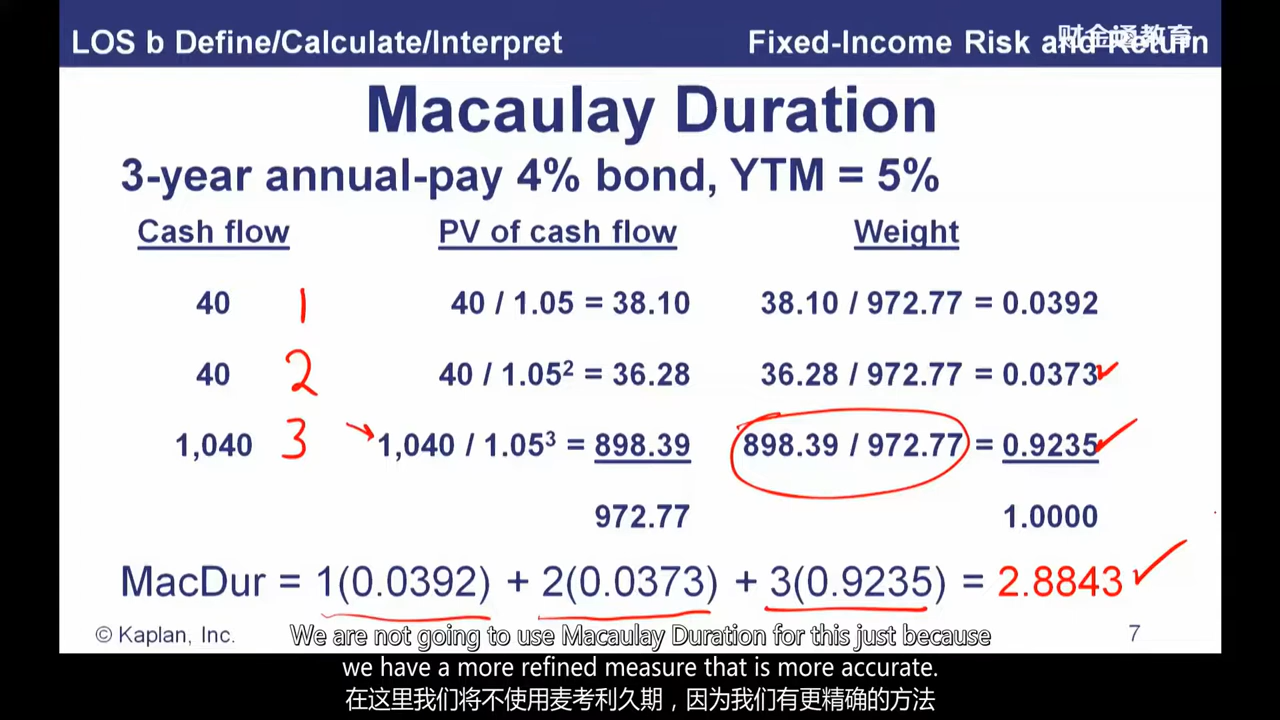 LOS b Define/Calculate/Interpret
Fixed-Income Risk and Return
财金通教育
Macaulay Duration
3-year annual-pay 4% bond, YTM = 5%
Cash flow PV of cash flow Weight
40 1 40 / 1.05 = 38.10 38.10 / 972.77 = 0.0392
40 2 40 / 1.05² = 36.28 36.28 / 972.77 = 0.0373
1,040 3 1,040 / 1.05³ = 898.39 898.39 / 972.77 = 0.9235
972.77 1.0000
MacDur = 1(0.0392) + 2(0.0373) + 3(0.9235) = 2.8843
© Kaplan, Inc. 7
We are not going to use Macaulay Duration for this just because
we have a more refined measure that is more accurate.
在这里我们将不使用麦考利久期，因为我们有更精确的方法